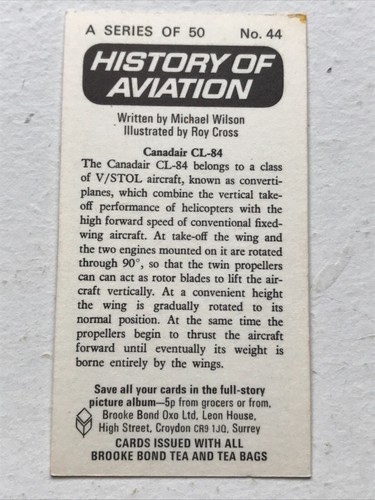 A SERIES OF 50 No. 44
HISTORY OF
AVIATION
Written by Michael Wilson
Illustrated by Roy Cross
Canadair CL-84
The Canadair CL-84 belongs to a class
of V/STOL aircraft, known as converti-
planes, which combine the vertical take-
off performance of helicopters with the
high forward speed of conventional fixed-
wing aircraft. At take-off the wing and
the two engines mounted on it are rotated
through 90°, so that the twin propellers
can can act as rotor blades to lift the air-
craft vertically. At a convenient height
the wing is gradually rotated to its
normal position. At the same time the
propellers begin to thrust the aircraft
forward until eventually its weight is
borne entirely by the wings.
Save all your cards in the full-story
picture album—5p from grocers or from,
Brooke Bond Oxo Ltd, Leon House,
High Street, Croydon CR9 1JQ, Surrey
CARDS ISSUED WITH ALL
BROOKE BOND TEA AND TEA BAGS